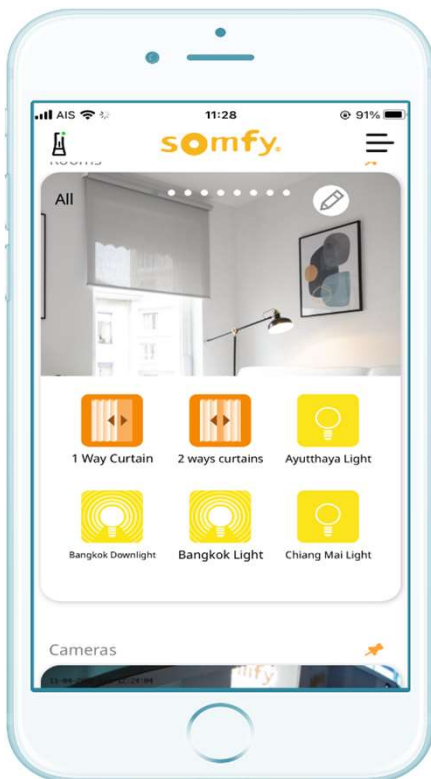 AIS 11:28 91%
somfy.
Rooms
All
1 Way Curtain 2 ways curtains Ayutthaya Light
Bangkok Downlight Bangkok Light Chiang Mai Light
Cameras